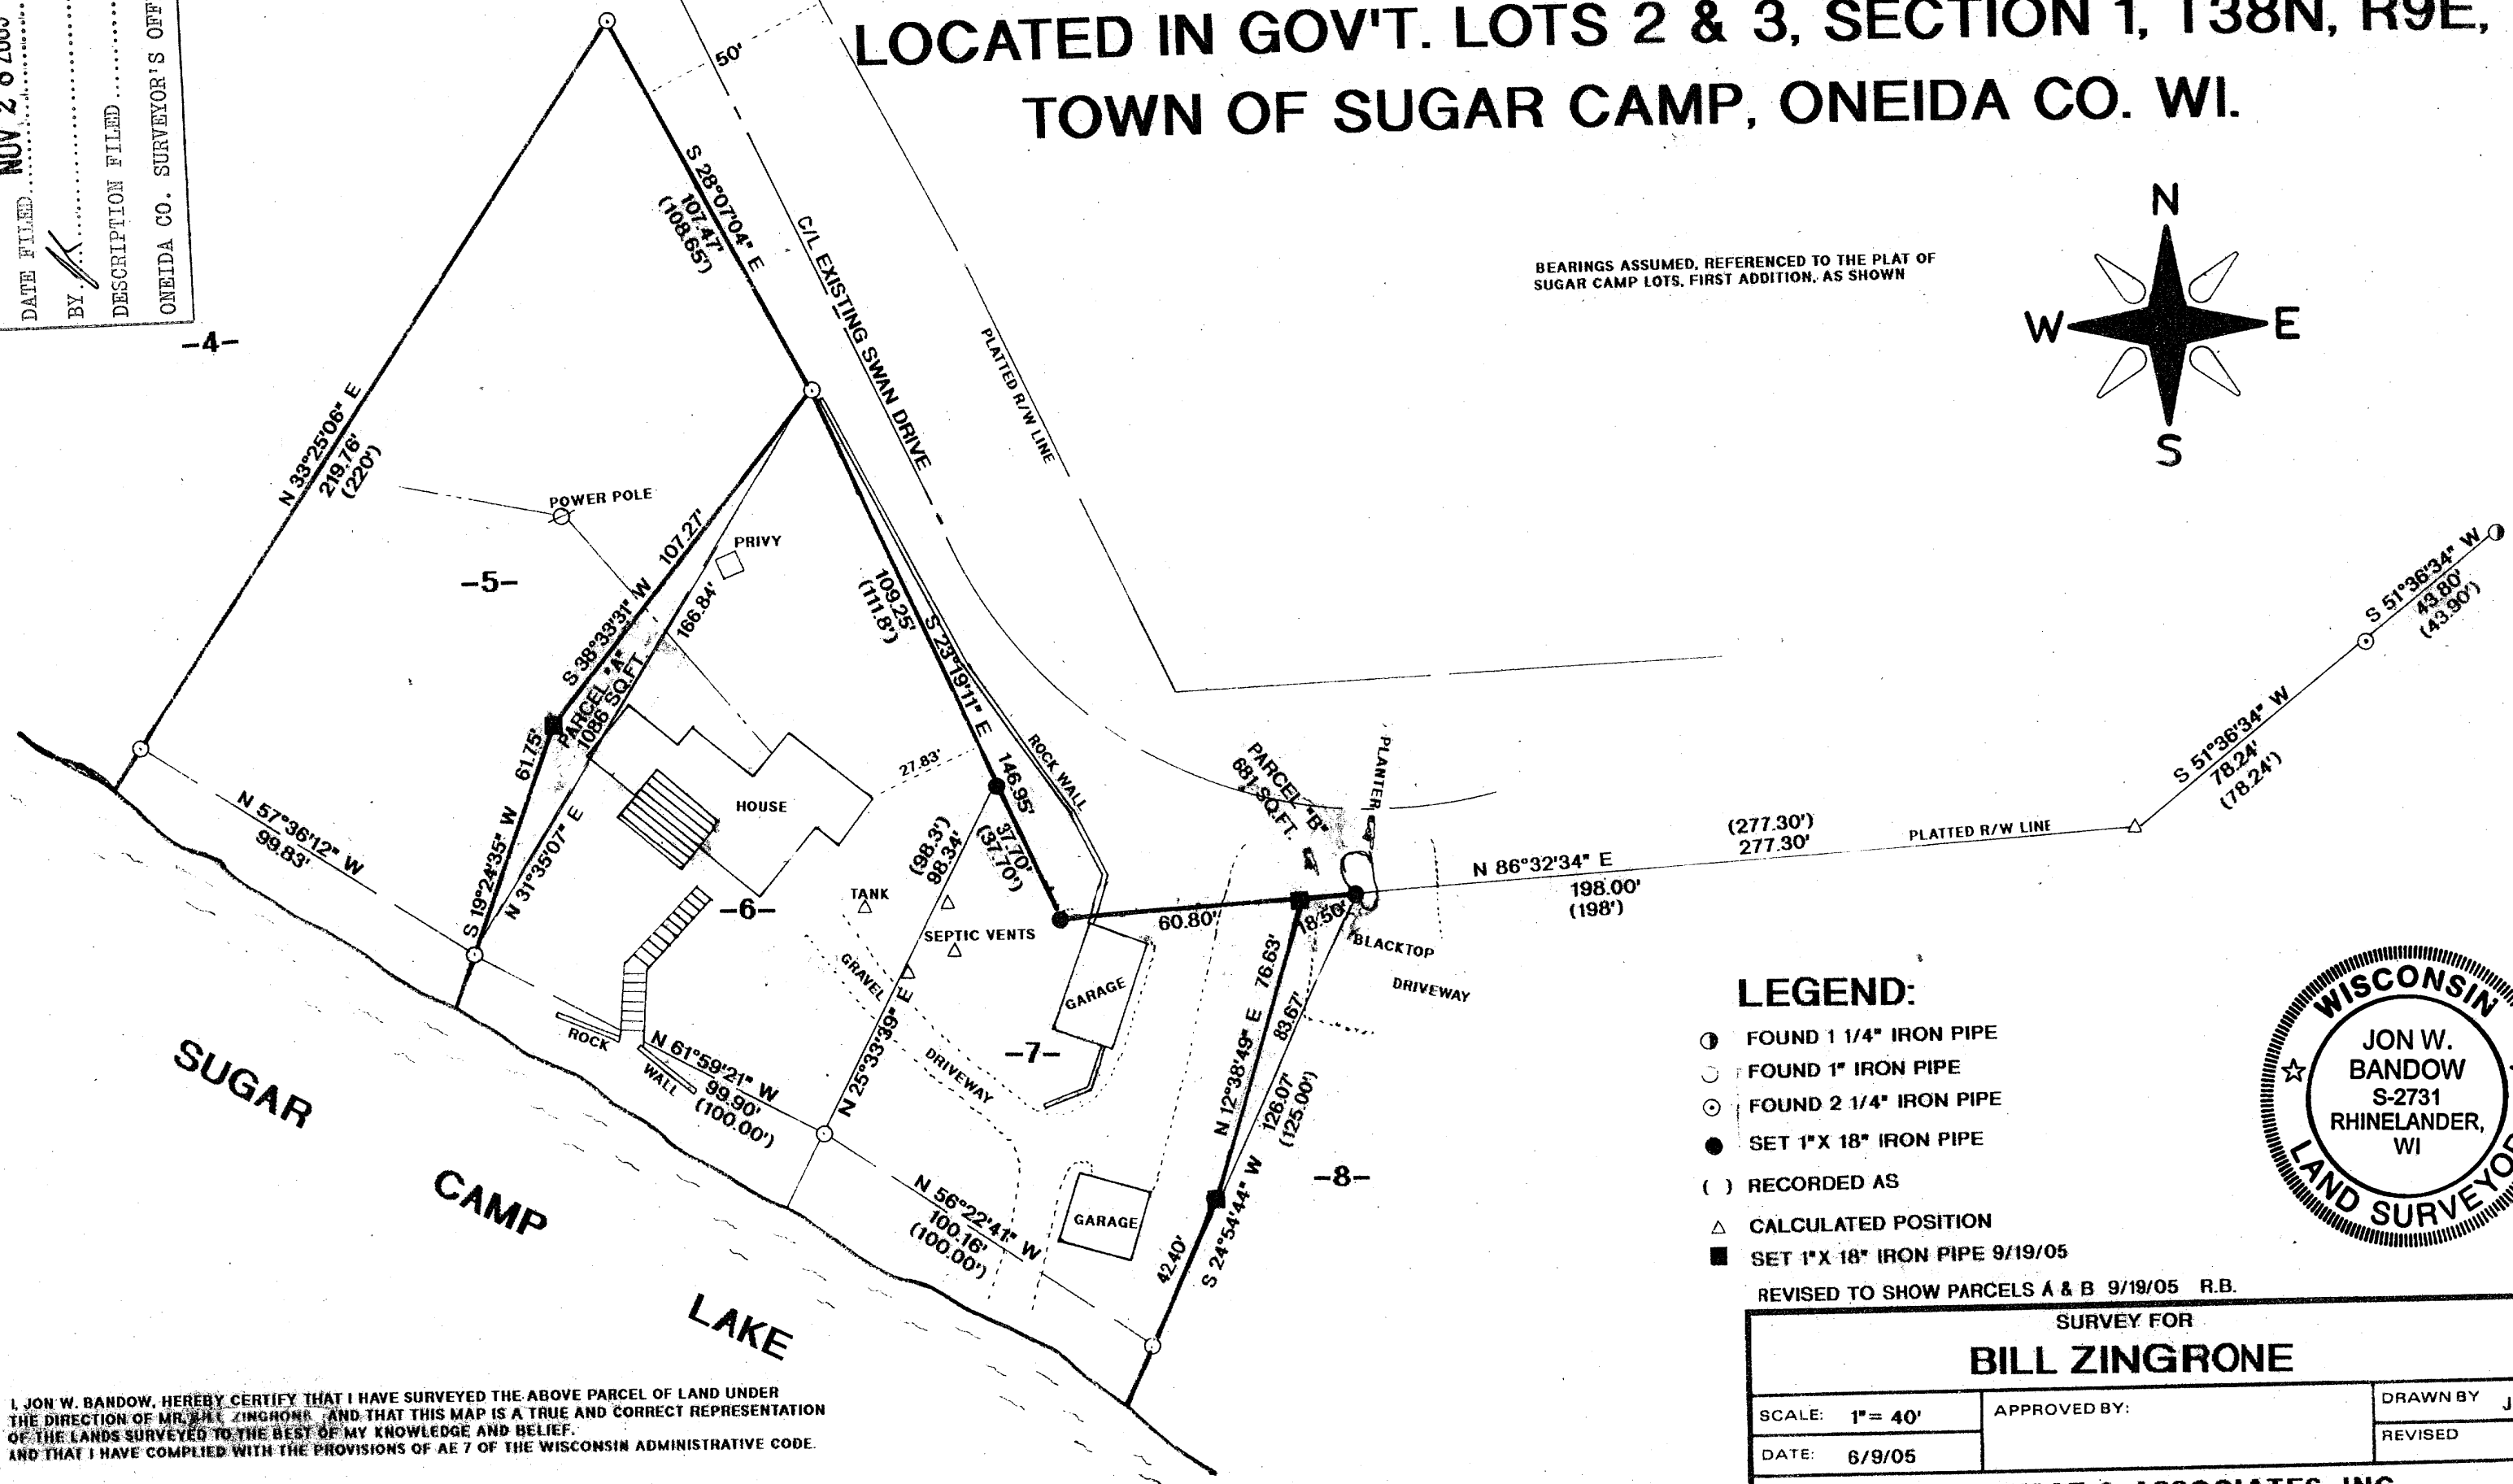 LOCATED IN GOV'T. LOTS 2 & 3, SECTION 1, T38N, R9E,
TOWN OF SUGAR CAMP, ONEIDA CO. WI.
DATE FILED NOV 2 8 2005
BY
DESCRIPTION FILED
ONEIDA CO. SURVEYOR'S OFF
50'
S 28°07'04" E
107.47'
(108.65')
C/L EXISTING SWAN DRIVE
PLATTED R/W LINE
BEARINGS ASSUMED, REFERENCED TO THE PLAT OF
SUGAR CAMP LOTS, FIRST ADDITION, AS SHOWN
N
W
E
S
-4-
N 33°25'06" E
219.76'
(220')
POWER POLE
PRIVY
-5-
S 38°33'31" W 107.27'
166.84'
PARCEL "A"
1086 SQ.FT.
61.75'
S 19°24'35" W
N 31°35'07" E
N 57°36'12" W
99.83'
109.25'
(111.8')
S 23°19'11" E
146.95'
37.70'
(37.70')
ROCK WALL
27.83'
HOUSE
(98.3')
98.34'
N 25°33'39" E
TANK
SEPTIC VENTS
-6-
GRAVEL
DRIVEWAY
ROCK
WALL
N 61°59'21" W
99.90'
(100.00')
-7-
GARAGE
60.80'
18.50'
PARCEL "B"
681 SQ.FT.
PLANTER
BLACKTOP
DRIVEWAY
N 86°32'34" E
(277.30')
277.30'
198.00'
(198')
PLATTED R/W LINE
S 51°36'34" W
78.24'
(78.24')
S 51°36'34" W
43.80'
(43.90')
N 12°38'49" E 76.63'
83.67'
126.07'
(125.00')
S 24°54'44" W
42.40'
-8-
GARAGE
N 56°22'41" W
100.16'
(100.00')
SUGAR
CAMP
LAKE
LEGEND:
FOUND 1 1/4" IRON PIPE
FOUND 1" IRON PIPE
FOUND 2 1/4" IRON PIPE
SET 1"X 18" IRON PIPE
( ) RECORDED AS
CALCULATED POSITION
SET 1"X 18" IRON PIPE 9/19/05
REVISED TO SHOW PARCELS A & B 9/19/05 R.B.
WISCONSIN
JON W.
BANDOW
S-2731
RHINELANDER,
WI
LAND SURVEYO
SURVEY FOR
BILL ZINGRONE
SCALE: 1"= 40'
APPROVED BY:
DRAWN BY J
DATE: 6/9/05
REVISED
ASSOCIATES, INC
I, JON W. BANDOW, HEREBY CERTIFY THAT I HAVE SURVEYED THE ABOVE PARCEL OF LAND UNDER
THE DIRECTION OF MR. BILL ZINGRONE, AND THAT THIS MAP IS A TRUE AND CORRECT REPRESENTATION
OF THE LANDS SURVEYED TO THE BEST OF MY KNOWLEDGE AND BELIEF.
AND THAT I HAVE COMPLIED WITH THE PROVISIONS OF AE 7 OF THE WISCONSIN ADMINISTRATIVE CODE.